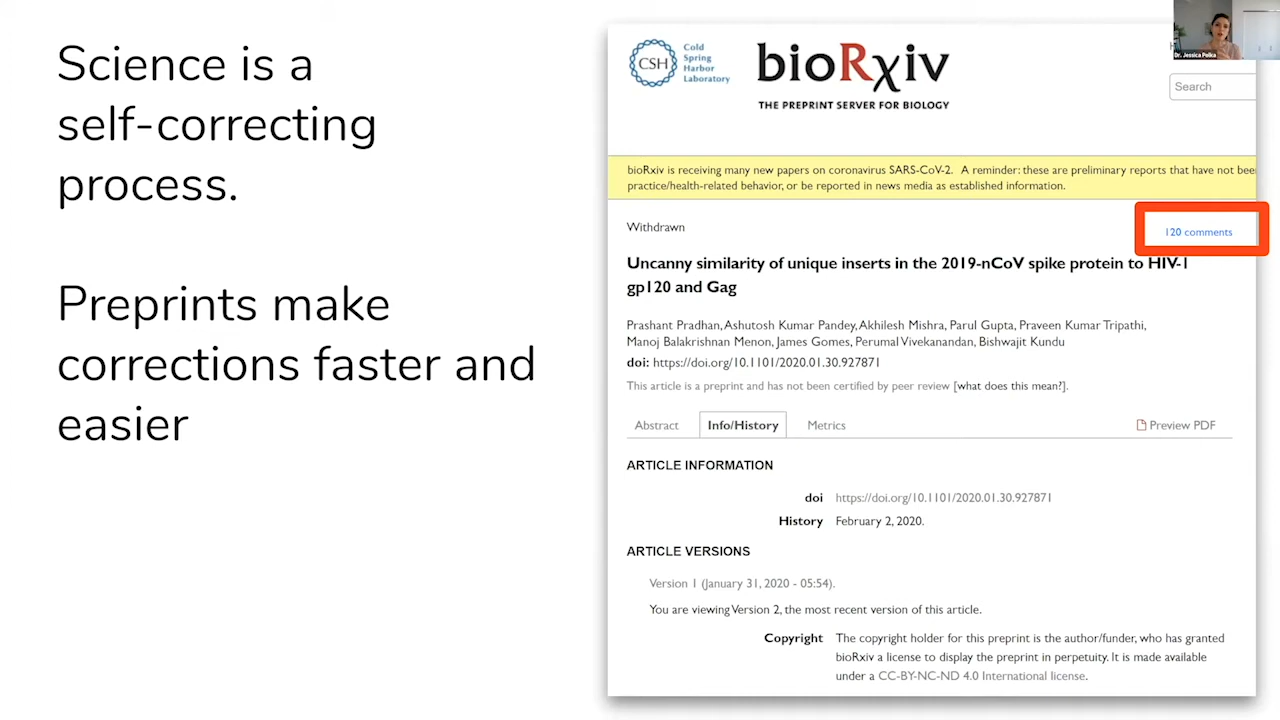 Science is a
self-correcting
process.
Preprints make
corrections faster and
easier
CSH Cold
Spring
Harbor
Laboratory
bioRxiv
THE PREPRINT SERVER FOR BIOLOGY
Dr. Jessica Polka
Search
bioRxiv is receiving many new papers on coronavirus SARS-CoV-2. A reminder: these are preliminary reports that have not
practice/health-related behavior, or be reported in news media as established information.
Withdrawn
120 comments
Uncanny similarity of unique inserts in the 2019-nCoV spike protein to HIV-1
gp120 and Gag
Prashant Pradhan, Ashutosh Kumar Pandey, Akhilesh Mishra, Parul Gupta, Praveen Kumar Tripathi,
Manoj Balakrishnan Menon, James Gomes, Perumal Vivekanandan, Bishwajit Kundu
doi: https://doi.org/10.1101/2020.01.30.927871
This article is a preprint and has not been certified by peer review [what does this mean?].
Abstract Info/History Metrics Preview PDF
ARTICLE INFORMATION
doi https://doi.org/10.1101/2020.01.30.927871
History February 2, 2020.
ARTICLE VERSIONS
Version 1 (January 31, 2020 - 05:54).
You are viewing Version 2, the most recent version of this article.
Copyright The copyright holder for this preprint is the author/funder, who has granted
bioRxiv a license to display the preprint in perpetuity. It is made available
under a CC-BY-NC-ND 4.0 International license.